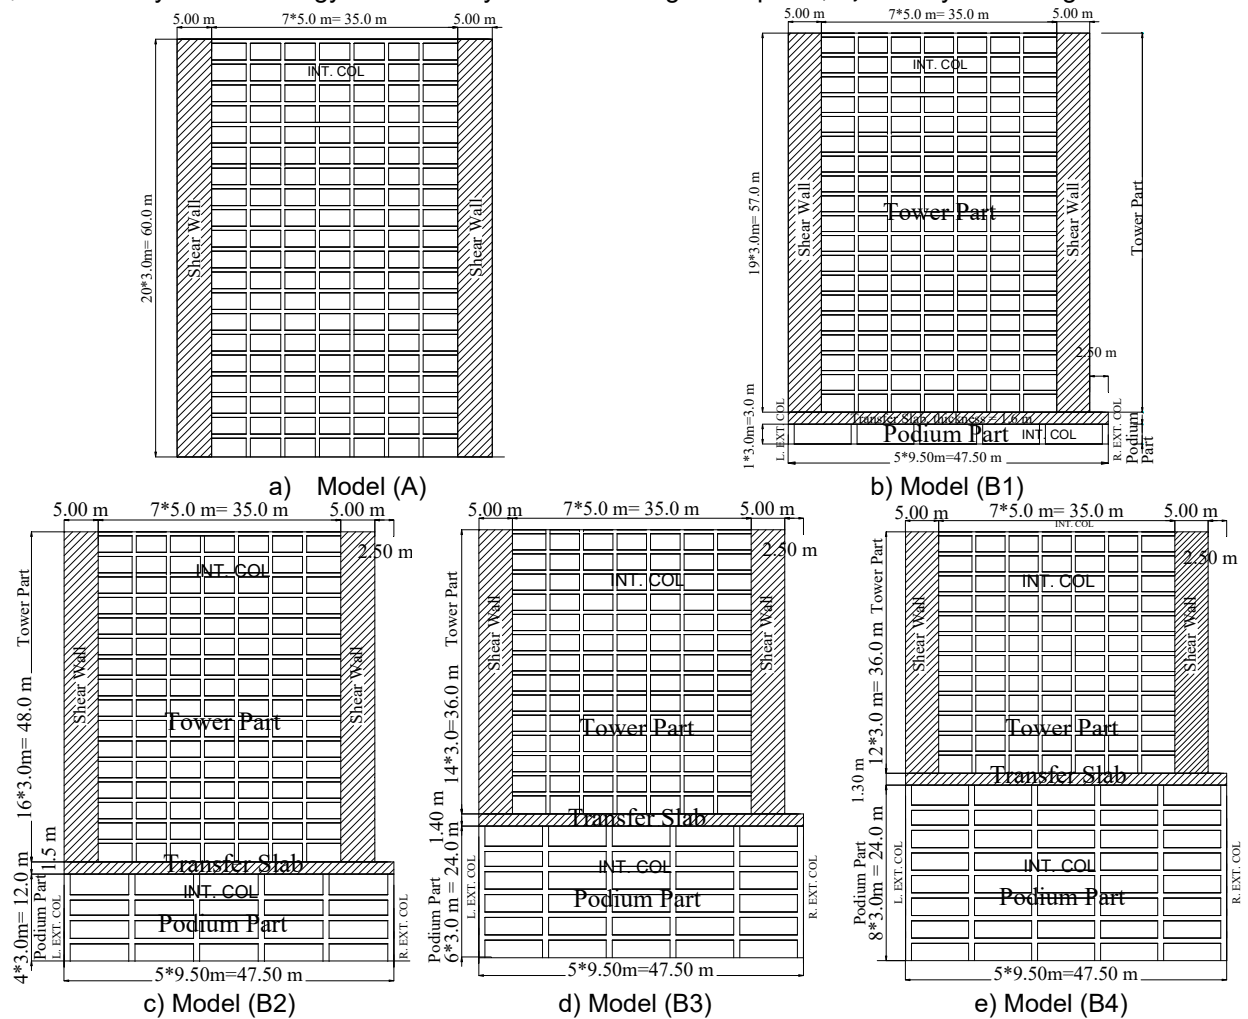 5.00 m
7*5.0 m= 35.0 m
5.00 m
INT. COL
20*3.0m= 60.0 m
Shear Wall
Shear Wall
a) Model (A)
5.00 m
7*5.0 m= 35.0 m
5.00 m
INT. COL
19*3.0m= 57.0 m
Shear Wall
Tower Part
Shear Wall
Tower Part
2.50 m
Transfer Slab, thickness = 1.6 m
1*3.0m=3.0 m
L. EXT. COL
Podium Part
INT. COL
R. EXT. COL
Podium
Part
5*9.50m=47.50 m
b) Model (B1)
5.00 m
7*5.0 m= 35.0 m
5.00 m
2.50 m
INT. COL
Tower Part
16*3.0m= 48.0 m
Shear Wall
Shear Wall
Tower Part
1.5 m
Transfer Slab
INT. COL
4*3.0m= 12.0 m
Podium Part
L. EXT. COL
Podium Part
R. EXT. COL
5*9.50m=47.50 m
c) Model (B2)
5.00 m
7*5.0 m= 35.0 m
5.00 m
2.50 m
INT. COL
Tower Part
14*3.0=36.0 m
Shear Wall
Shear Wall
Tower Part
1.40 m
Transfer Slab
INT. COL
Podium Part
6*3.0 m = 24.0 m
L. EXT. COL
Podium Part
R. EXT. COL
5*9.50m=47.50 m
d) Model (B3)
5.00 m
7*5.0 m= 35.0 m
5.00 m
INT. COL
2.50 m
INT. COL
Tower Part
12*3.0 m= 36.0 m
Shear Wall
Shear Wall
Tower Part
1.30 m
Transfer Slab
INT. COL
Podium Part
8*3.0m = 24.0 m
L. EXT. COL
Podium Part
R. EXT. COL
5*9.50m=47.50 m
e) Model (B4)